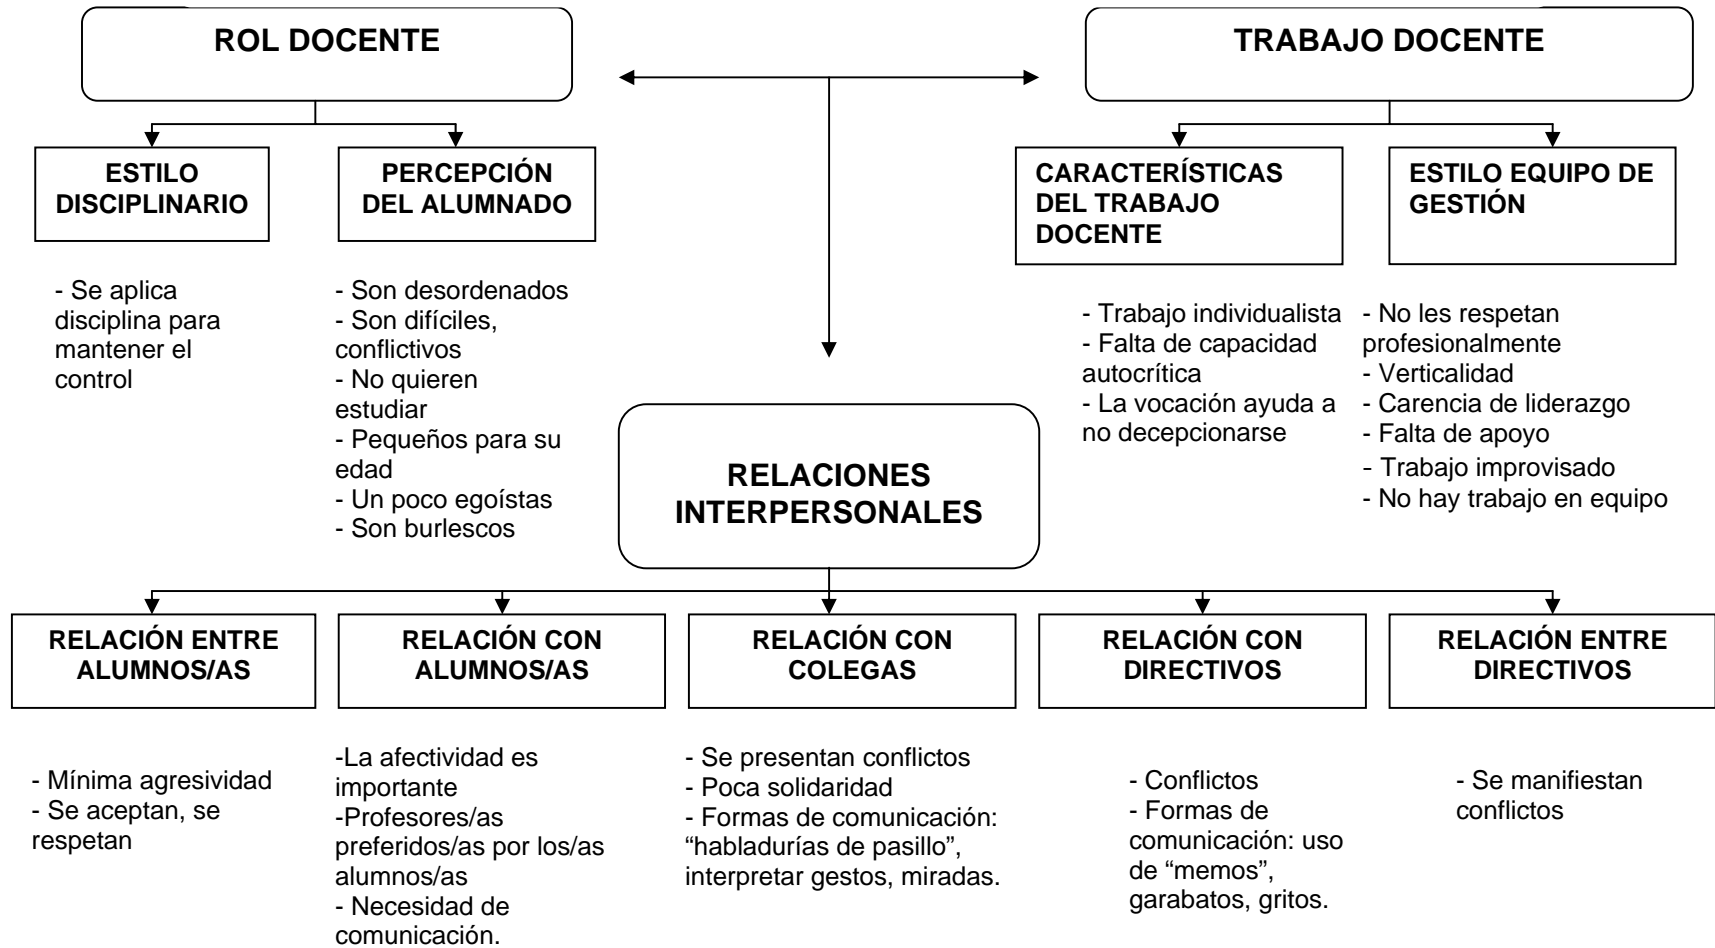 ROL DOCENTE
TRABAJO DOCENTE
ESTILO
DISCIPLINARIO
PERCEPCIÓN
DEL ALUMNADO
CARACTERÍSTICAS
DEL TRABAJO
DOCENTE
ESTILO EQUIPO DE
GESTIÓN
- Se aplica
disciplina para
mantener el
control
- Son desordenados
- Son difíciles,
conflictivos
- No quieren
estudiar
- Pequeños para su
edad
- Un poco egoístas
- Son burlescos
- Trabajo individualista
- Falta de capacidad
autocrítica
- La vocación ayuda a
no decepcionarse
- No les respetan
profesionalmente
- Verticalidad
- Carencia de liderazgo
- Falta de apoyo
- Trabajo improvisado
- No hay trabajo en equipo
RELACIONES
INTERPERSONALES
RELACIÓN ENTRE
ALUMNOS/AS
RELACIÓN CON
ALUMNOS/AS
RELACIÓN CON
COLEGAS
RELACIÓN CON
DIRECTIVOS
RELACIÓN ENTRE
DIRECTIVOS
- Mínima agresividad
- Se aceptan, se
respetan
-La afectividad es
importante
-Profesores/as
preferidos/as por los/as
alumnos/as
- Necesidad de
comunicación.
- Se presentan conflictos
- Poca solidaridad
- Formas de comunicación:
“habladurías de pasillo”,
interpretar gestos, miradas.
- Conflictos
- Formas de
comunicación: uso
de “memos”,
garabatos, gritos.
- Se manifiestan
conflictos